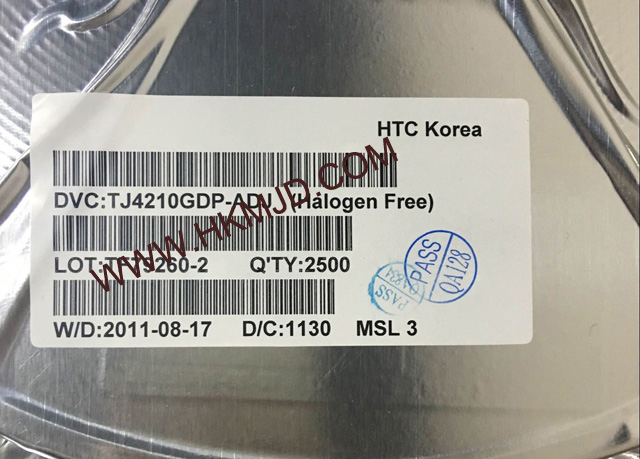 HTC Korea
DVC:TJ4210GDP-ADJ (Halogen Free)
Q'TY:2500
W/D:2011-08-17 D/C:1130 MSL 3
PASS
QA128
PASS
WWW.HKMJD.COM